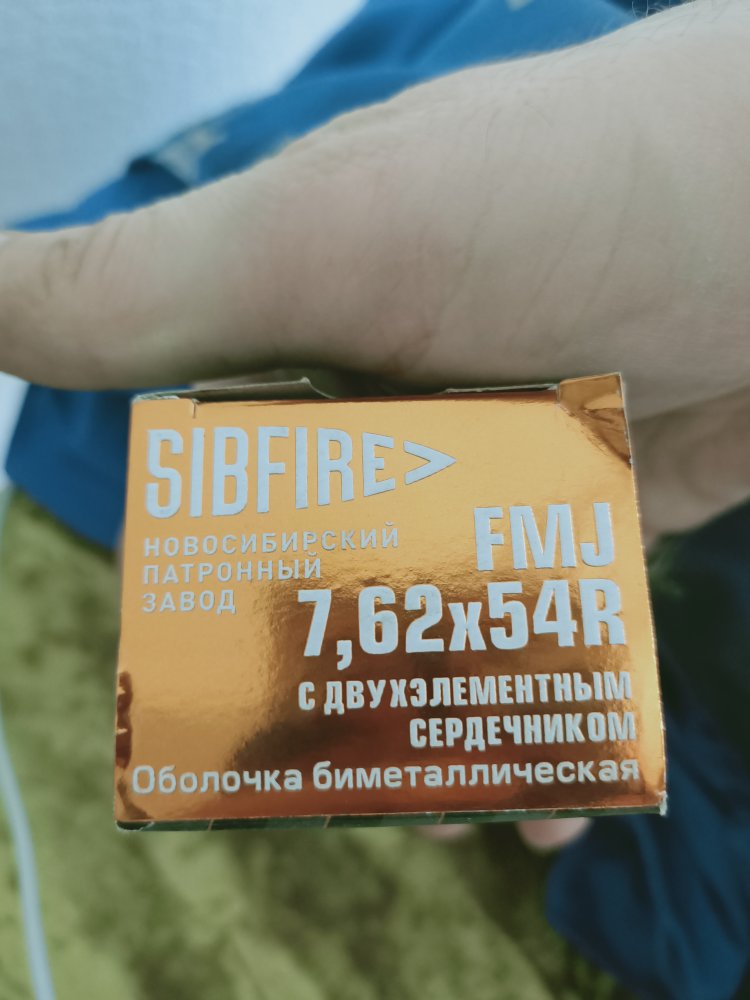 SIBFIRE>
НОВОСИБИРСКИЙ
ПАТРОННЫЙ
ЗАВОД
FMJ
7,62x54R
С ДВУХЭЛЕМЕНТНЫМ
СЕРДЕЧНИКОМ
Оболочка биметаллическая